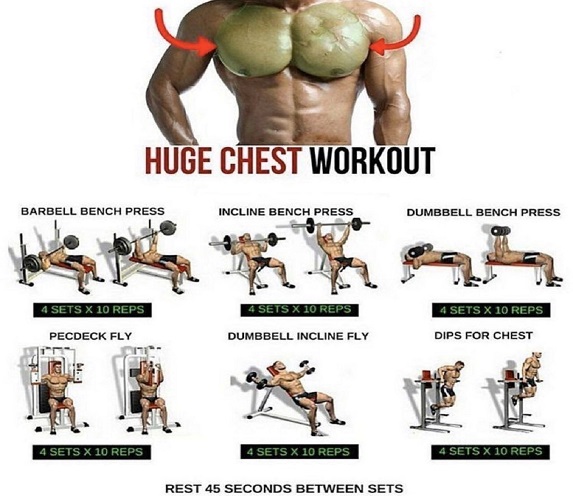 HUGE CHEST WORKOUT
BARBELL BENCH PRESS
INCLINE BENCH PRESS
DUMBBELL BENCH PRESS
4 SETS X 10 REPS
4 SETS X 10 REPS
4 SETS X 10 REPS
PECDECK FLY
DUMBBELL INCLINE FLY
DIPS FOR CHEST
4 SETS X 10 REPS
4 SETS X 10 REPS
4 SETS X 10 REPS
REST 45 SECONDS BETWEEN SETS